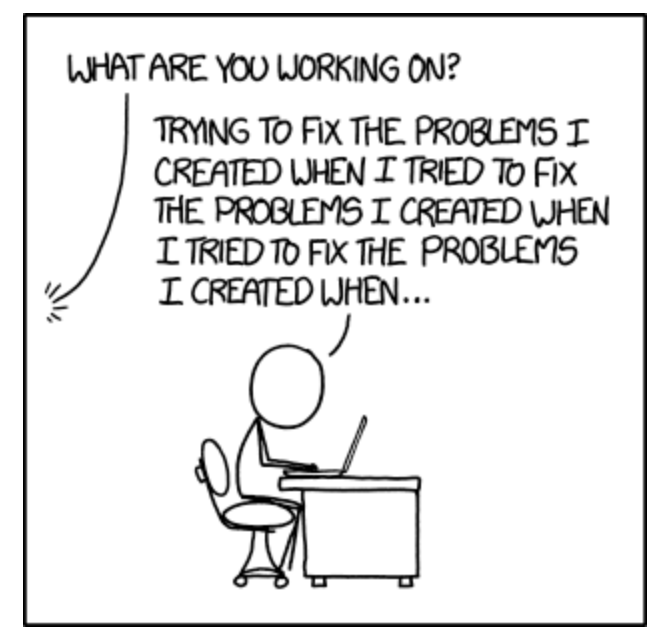 WHAT ARE YOU WORKING ON?
TRYING TO FIX THE PROBLEMS I
CREATED WHEN I TRIED TO FIX
THE PROBLEMS I CREATED WHEN
I TRIED TO FIX THE PROBLEMS
I CREATED WHEN...